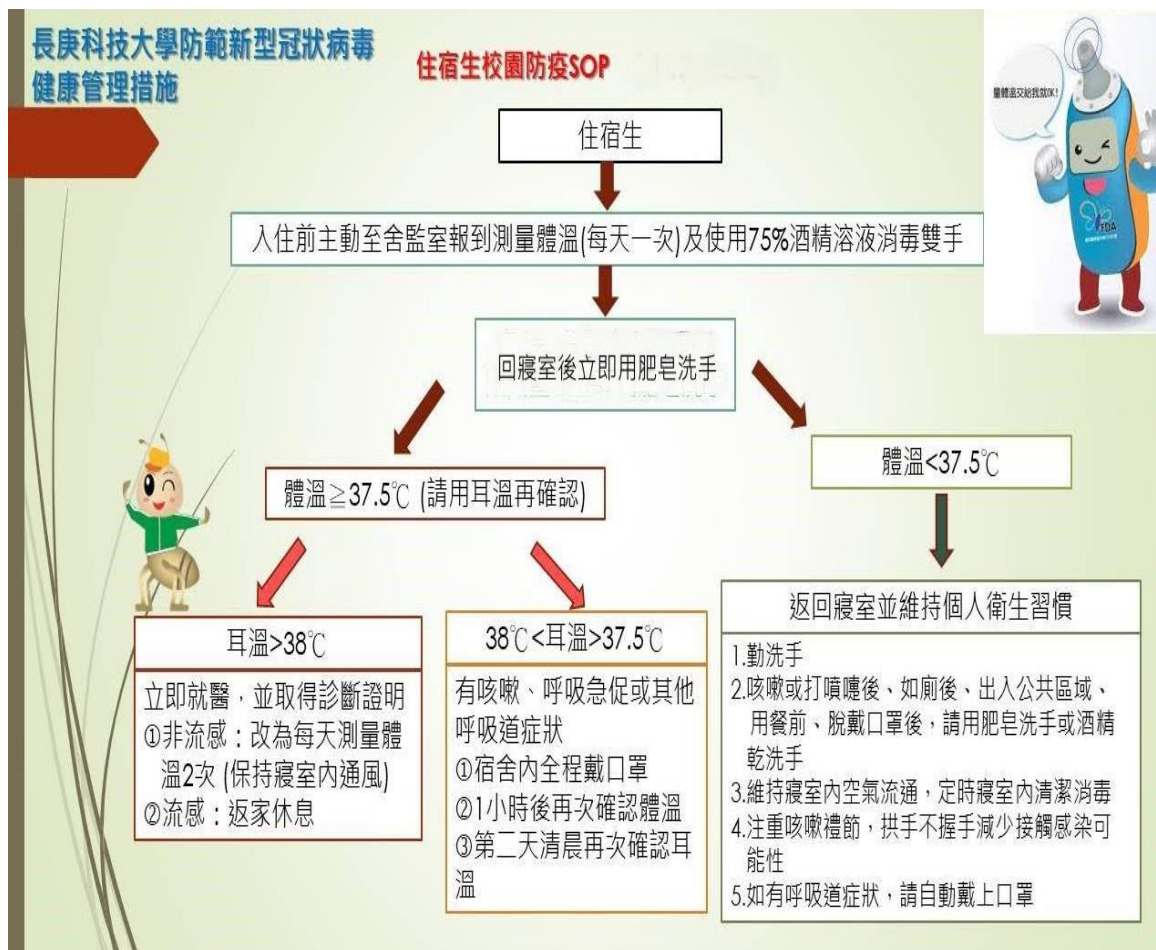 長庚科技大學防範新型冠狀病毒
健康管理措施
住宿生校園防疫SOP
量體溫交給我就OK!
FDA
住宿生
入住前主動至舍監室報到測量體溫(每天一次)及使用75%酒精溶液消毒雙手
回寢室後立即用肥皂洗手
體溫≧37.5℃ (請用耳溫再確認)
體溫<37.5℃
耳溫>38℃
立即就醫，並取得診斷證明
①非流感：改為每天測量體
溫2次 (保持寢室內通風)
②流感：返家休息
38℃<耳溫>37.5℃
有咳嗽、呼吸急促或其他
呼吸道症狀
①宿舍內全程戴口罩
②1小時後再次確認體溫
③第二天清晨再次確認耳
溫
返回寢室並維持個人衛生習慣
1.勤洗手
2.咳嗽或打噴嚏後、如廁後、出入公共區域、
用餐前、脫戴口罩後，請用肥皂洗手或酒精
乾洗手
3.維持寢室內空氣流通，定時寢室內清潔消毒
4.注重咳嗽禮節，拱手不握手減少接觸感染可
能性
5.如有呼吸道症狀，請自動戴上口罩